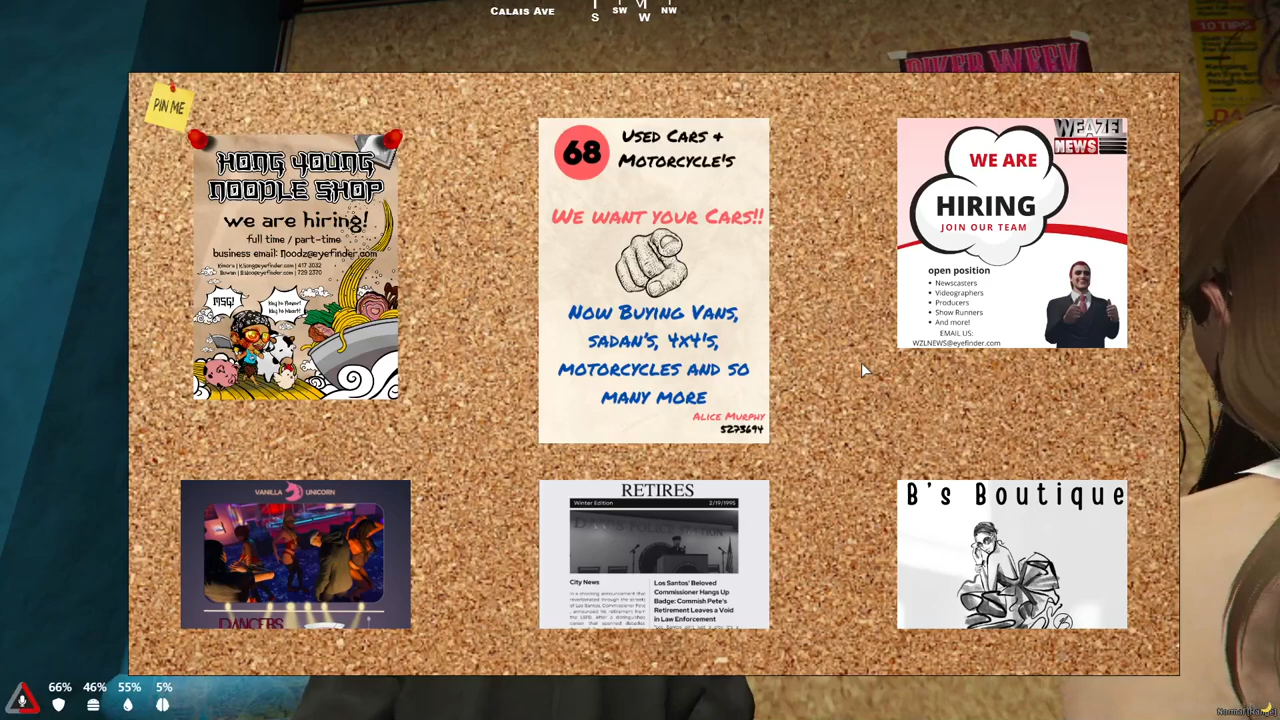 Calais Ave
S SW W NW
BIKER WEEK
10 TIPS
PIN ME
HONG YOUNG
NOODLE SHOP
we are hiring!
full time / part-time
business email: Noodz@eyefinder.com
MSG!
68
Used Cars +
Motorcycle's
We want your Cars!!
Now Buying Vans,
sadan's, 4x4's,
motorcycles and so
many more
Alice Murphy
5273694
WEAZEL
NEWS
WE ARE
HIRING
JOIN OUR TEAM
open position
• Newscasters
• Videographers
• Producers
• Show Runners
• And more!
EMAIL US:
WZLNEWS@eyefinder.com
VANILLA UNICORN
DANCERS
RETIRES
Winter Edition 2/19/1995
City News
Los Santos' Beloved
Commissioner Hangs Up
Badge: Commish Pete's
Retirement Leaves a Void
in Law Enforcement
B's Boutique
66% 46% 55% 5%